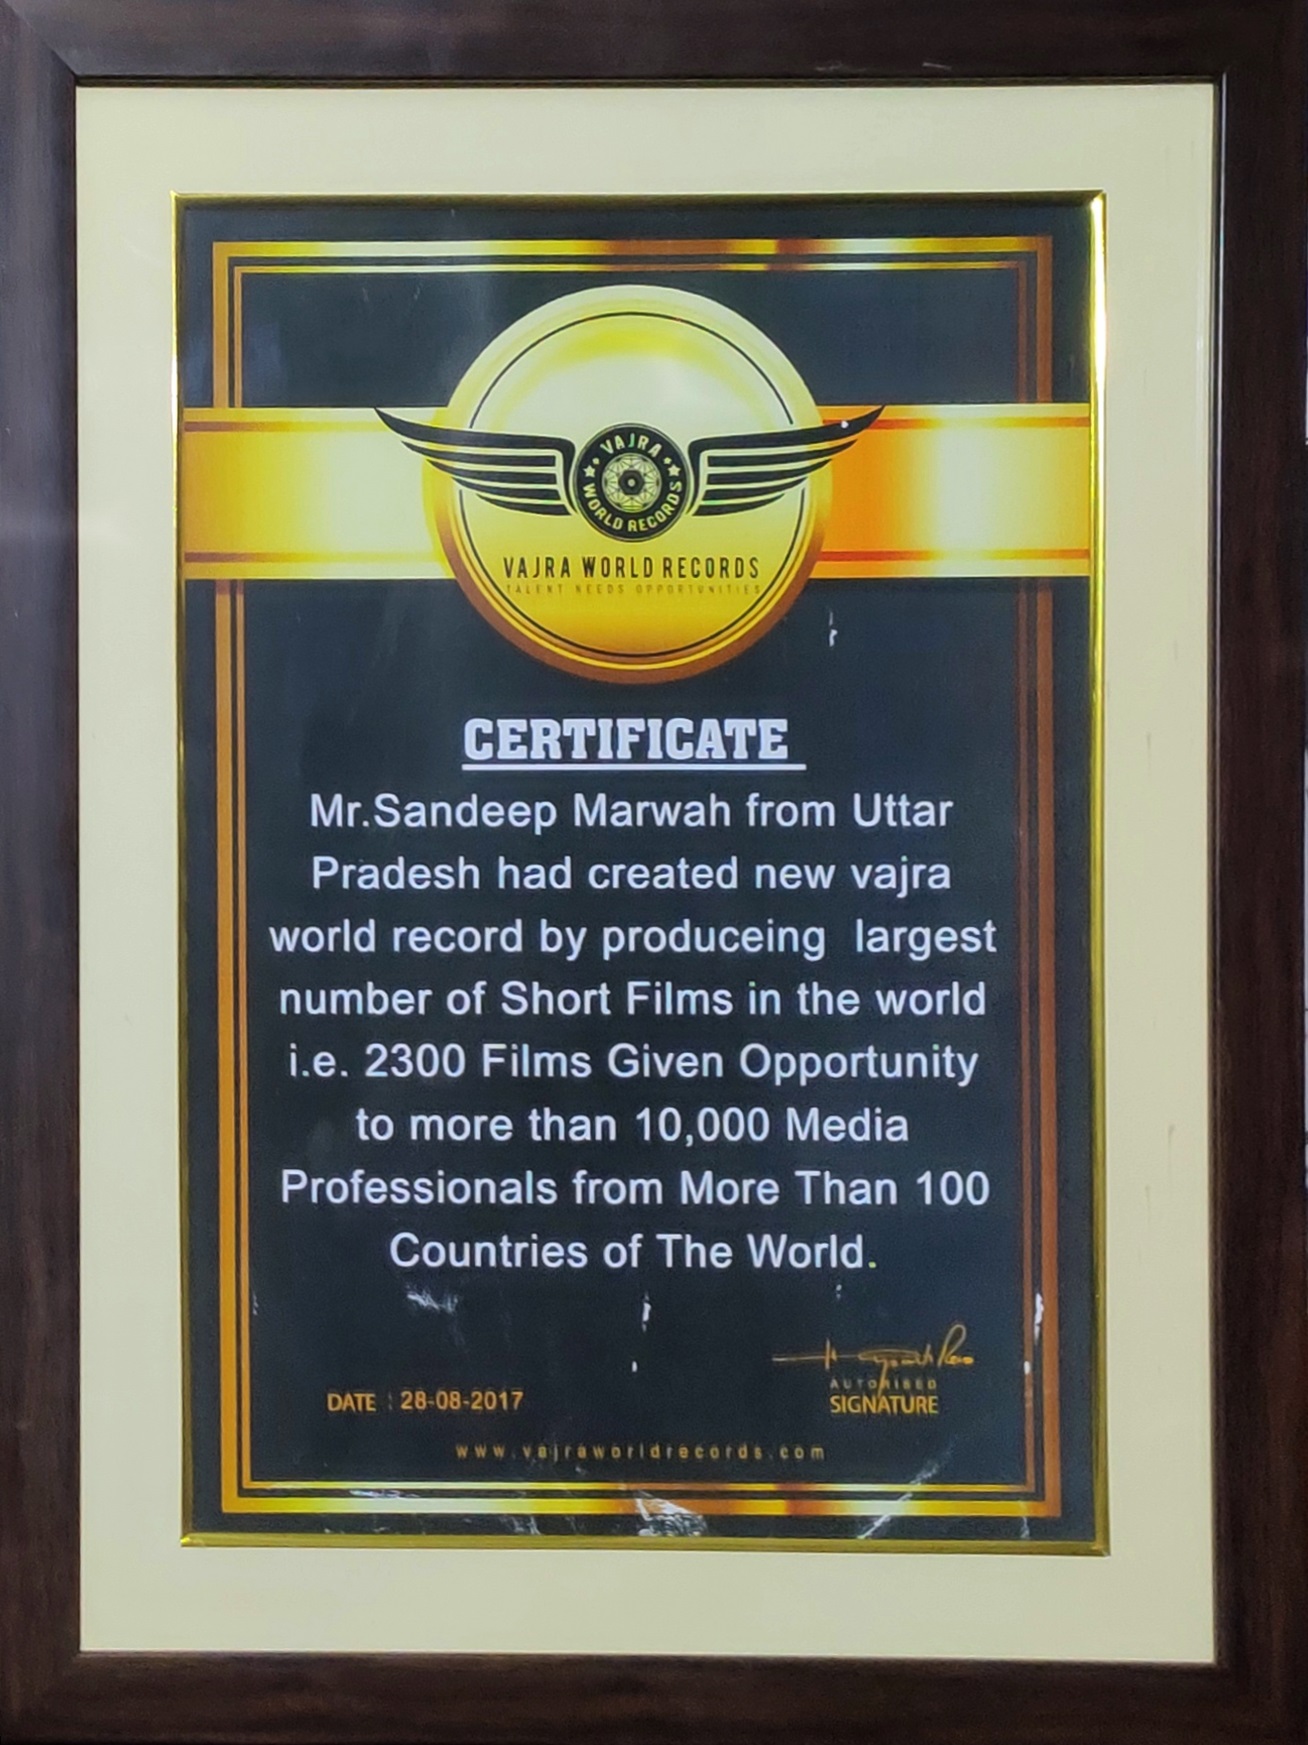 VAJRA
WORLD RECORDS
VAJRA WORLD RECORDS
TALENT NEEDS OPPORTUNITIES
CERTIFICATE
Mr.Sandeep Marwah from Uttar
Pradesh had created new vajra
world record by produceing largest
number of Short Films in the world
i.e. 2300 Films Given Opportunity
to more than 10,000 Media
Professionals from More Than 100
Countries of The World.
AUTORISED
DATE : 28-08-2017
SIGNATURE
www.vajraworldrecords.com